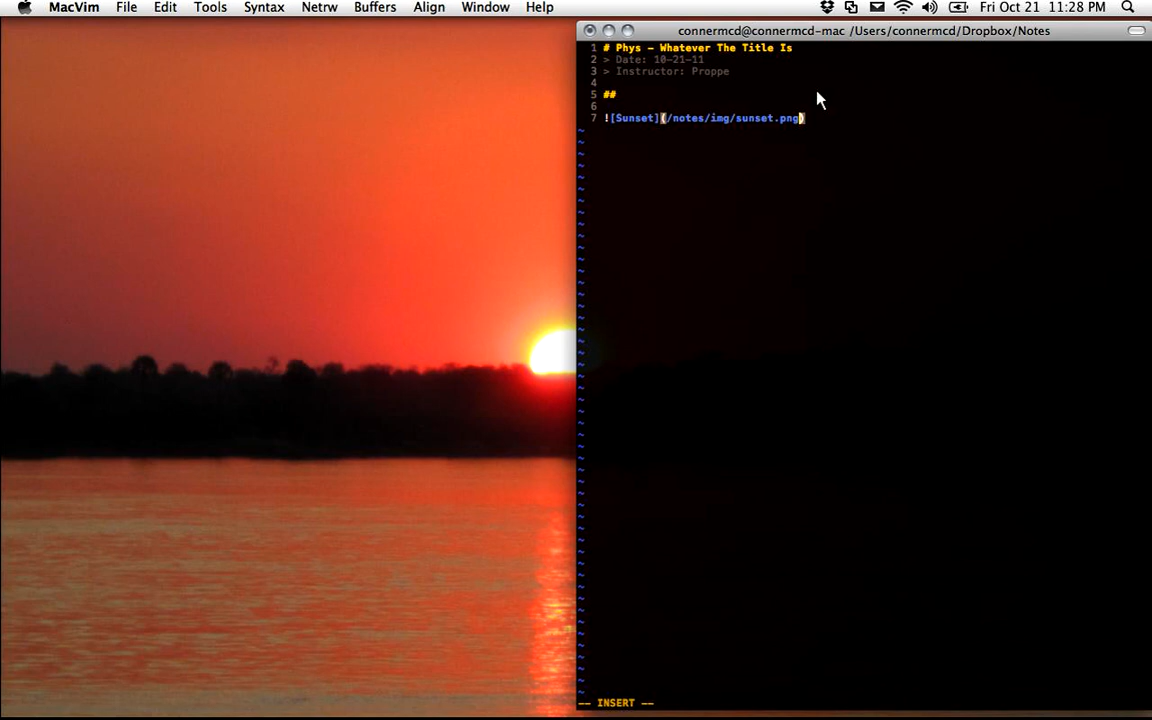 MacVim File Edit Tools Syntax Netrw Buffers Align Window Help Fri Oct 21 11:28 PM
connermcd@connermcd-mac /Users/connermcd/Dropbox/Notes
1 # Phys - Whatever The Title Is
2 > Date: 10-21-11
3 > Instructor: Proppe
4
5 ##
6
7 ![Sunset](/notes/img/sunset.png)
-- INSERT --